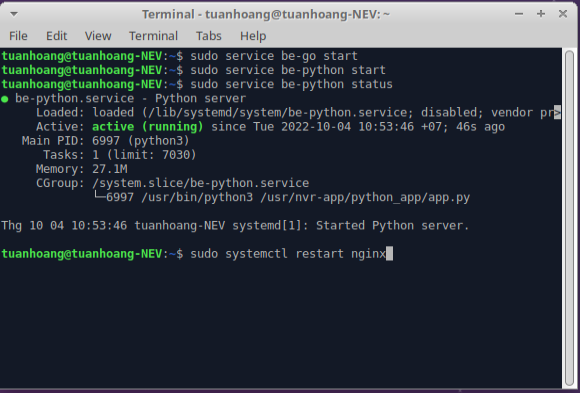 Terminal - tuanhoang@tuanhoang-NEV: ~
File Edit View Terminal Tabs Help
tuanhoang@tuanhoang-NEV:~$ sudo service be-go start
tuanhoang@tuanhoang-NEV:~$ sudo service be-python start
tuanhoang@tuanhoang-NEV:~$ sudo service be-python status
● be-python.service - Python server
Loaded: loaded (/lib/systemd/system/be-python.service; disabled; vendor pr>
Active: active (running) since Tue 2022-10-04 10:53:46 +07; 46s ago
Main PID: 6997 (python3)
Tasks: 1 (limit: 7030)
Memory: 27.1M
CGroup: /system.slice/be-python.service
└─6997 /usr/bin/python3 /usr/nvr-app/python_app/app.py
Thg 10 04 10:53:46 tuanhoang-NEV systemd[1]: Started Python server.
tuanhoang@tuanhoang-NEV:~$ sudo systemctl restart nginx